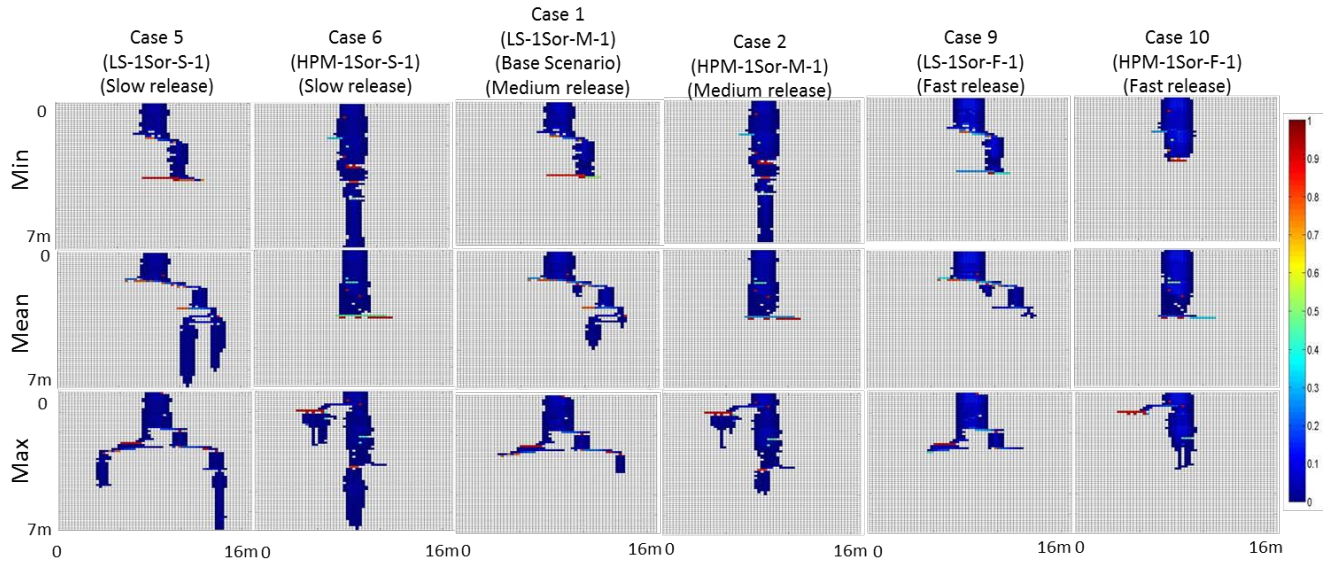 Case 5
(LS-1Sor-S-1)
(Slow release)
Case 6
(HPM-1Sor-S-1)
(Slow release)
Case 1
(LS-1Sor-M-1)
(Base Scenario)
(Medium release)
Case 2
(HPM-1Sor-M-1)
(Medium release)
Case 9
(LS-1Sor-F-1)
(Fast release)
Case 10
(HPM-1Sor-F-1)
(Fast release)
0
Min
7m
0
Mean
7m
0
Max
7m
0
16m
0
16m
0
16m
0
16m
0
16m
0
16m
1
0.9
0.8
0.7
0.6
0.5
0.4
0.3
0.2
0.1
0